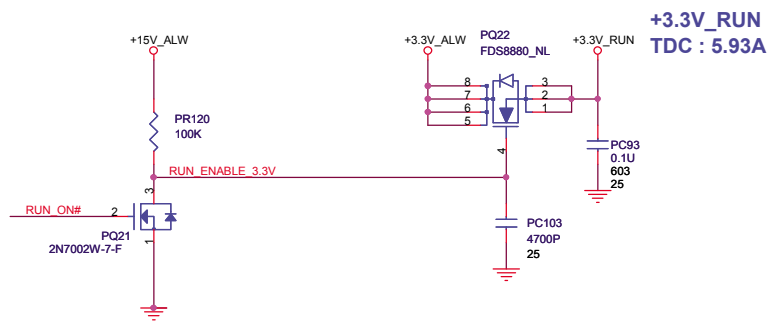 +3.3V_RUN
TDC : 5.93A
+15V_ALW
+3.3V_ALW
PQ22
FDS8880_NL
+3.3V_RUN
8
7
6
5
3
2
1
4
PR120
100K
PC93
0.1U
603
25
RUN_ENABLE_3.3V
3
RUN_ON#
2
1
PQ21
2N7002W-7-F
PC103
4700P
25